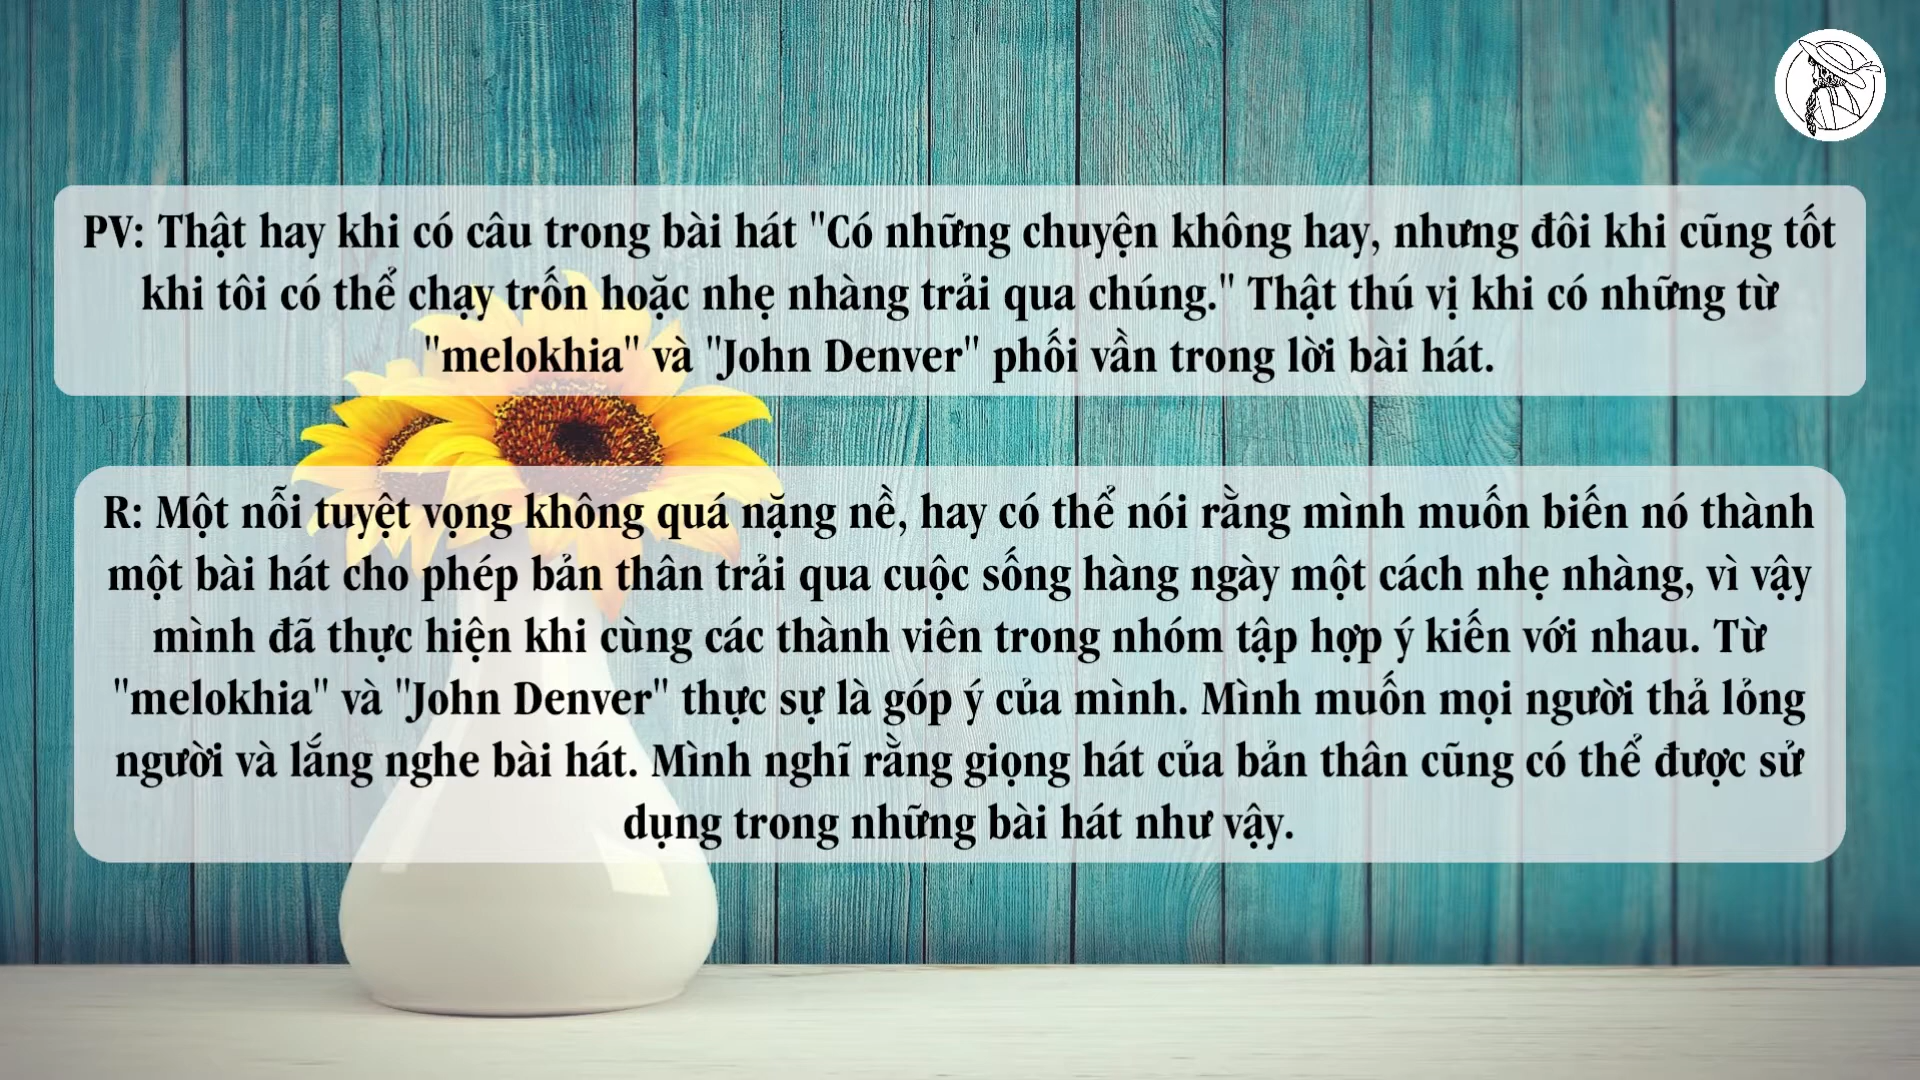 PV: Thật hay khi có câu trong bài hát "Có những chuyện không hay, nhưng đôi khi cũng tốt
khi tôi có thể chạy trốn hoặc nhẹ nhàng trải qua chúng." Thật thú vị khi có những từ
"melokhia" và "John Denver" phối vần trong lời bài hát.
R: Một nỗi tuyệt vọng không quá nặng nề, hay có thể nói rằng mình muốn biến nó thành
một bài hát cho phép bản thân trải qua cuộc sống hàng ngày một cách nhẹ nhàng, vì vậy
mình đã thực hiện khi cùng các thành viên trong nhóm tập hợp ý kiến với nhau. Từ
"melokhia" và "John Denver" thực sự là góp ý của mình. Mình muốn mọi người thả lỏng
người và lắng nghe bài hát. Mình nghĩ rằng giọng hát của bản thân cũng có thể được sử
dụng trong những bài hát như vậy.